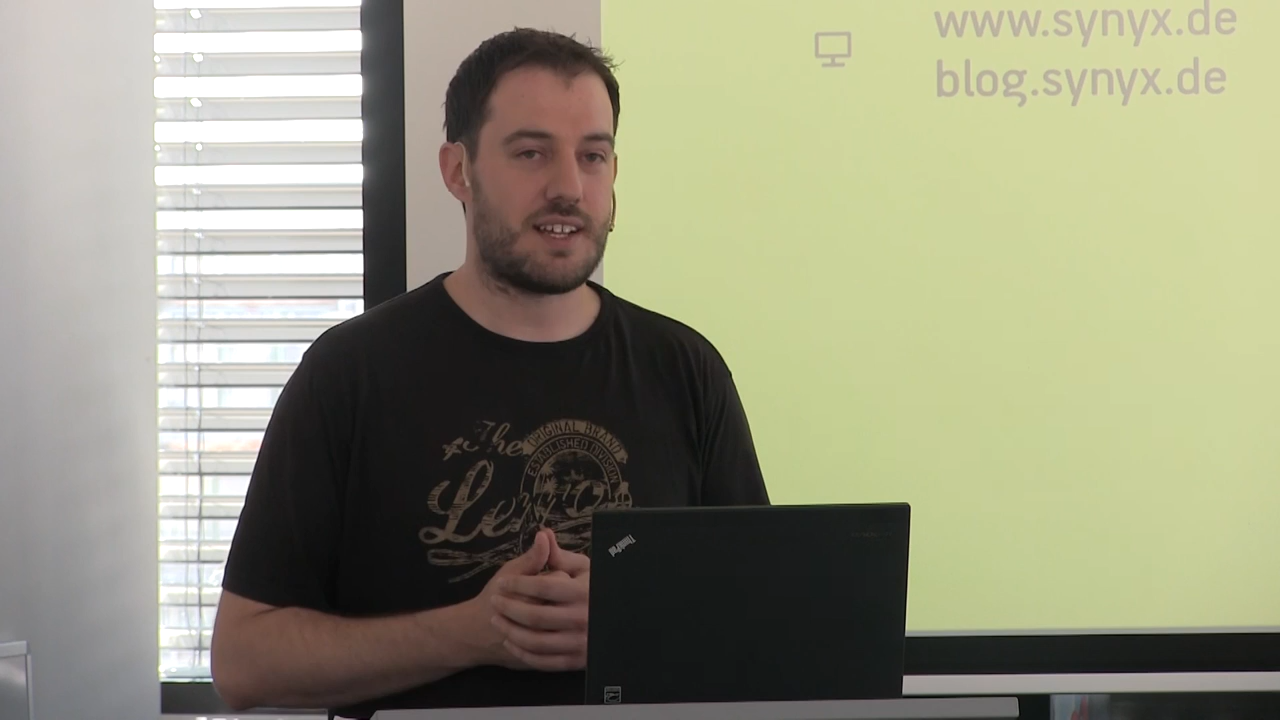 www.synyx.de
blog.synyx.de
The
ORIGINAL BRAND
ESTABLISHED DIVISION
ThinkPad